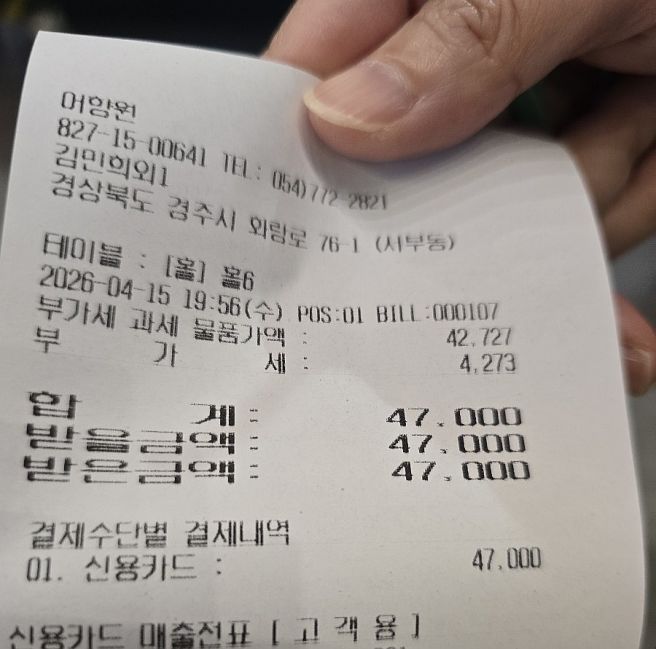 어향원
827-15-00641 TEL: 054)772-2821
김민희외1
경상북도 경주시 화랑로 76-1 (서부동)
테이블 : [홀] 홀6
2026-04-15 19:56(수) POS:01 BILL:000107
부가세 과세 물품가액 : 42,727
부 가 세 : 4,273
합 계 : 47,000
받을금액 : 47,000
받은금액 : 47,000
결제수단별 결제내역
01. 신용카드 : 47,000
신용카드 매출전표 [ 고 객 용 ]